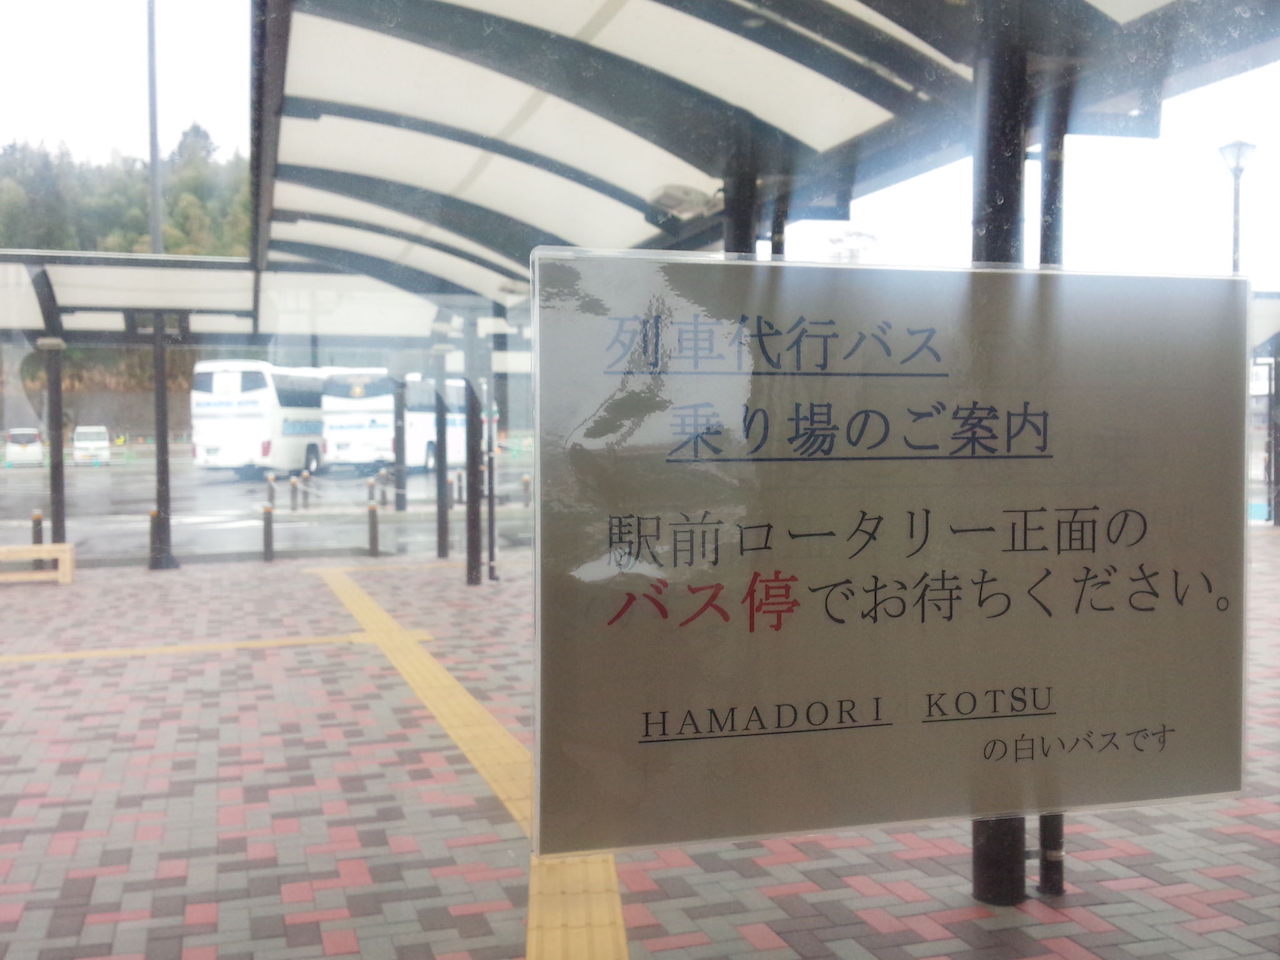 列車代行バス
乗り場のご案内
駅前ロータリー正面の
バス停でお待ちください。
HAMADORI KOTSU
の白いバスです